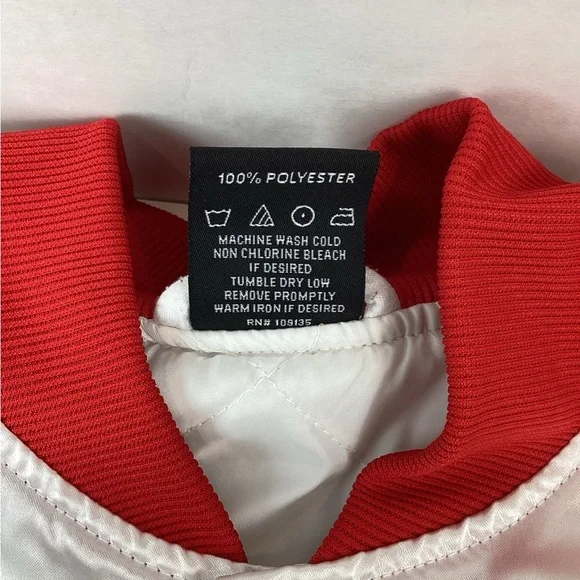 100% POLYESTER
MACHINE WASH COLD
NON CHLORINE BLEACH
IF DESIRED
TUMBLE DRY LOW
REMOVE PROMPTLY
WARM IRON IF DESIRED
RN# 109135